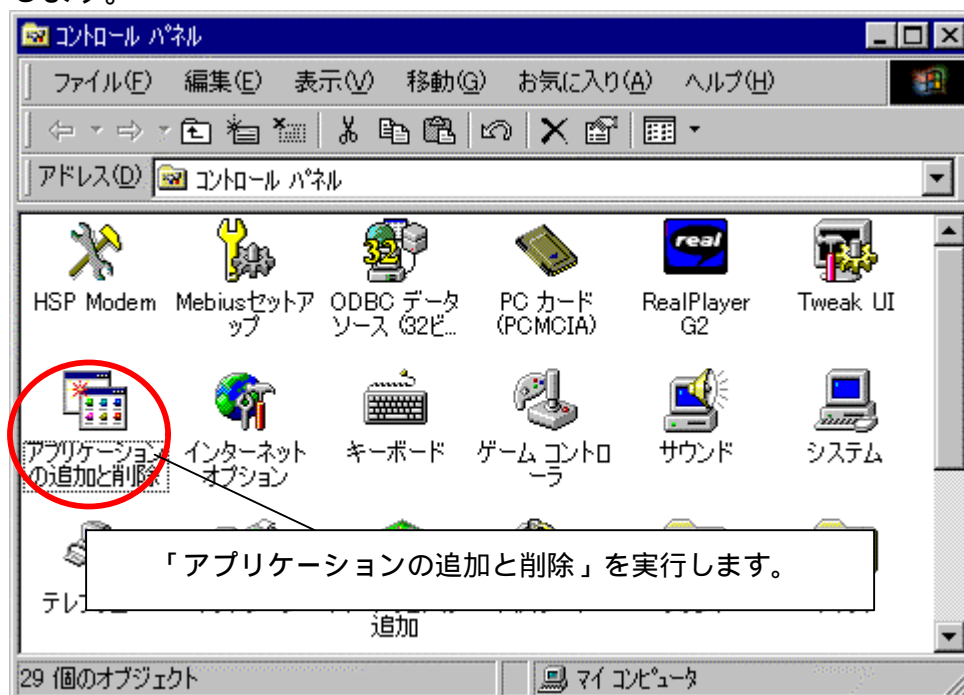 します。
コントロール パネル
ファイル(F) 編集(E) 表示(V) 移動(G) お気に入り(A) ヘルプ(H)
アドレス(D) コントロール パネル
real
32
HSP Modem
Mebiusセットア
ップ
ODBC データ
ソース (32ビ...
PC カード
(PCMCIA)
RealPlayer
G2
Tweak UI
アプリケーション
の追加と削除
インターネット
オプション
キーボード
ゲーム コントロ
ーラ
サウンド
システム
「アプリケーションの追加と削除」を実行します。
テレ
追加
29 個のオブジェクト
マイ コンピュータ